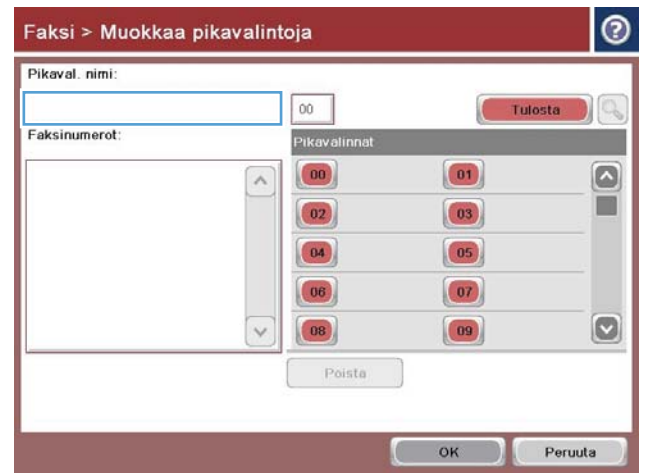 Faksi > Muokkaa pikavalintoja
?
Pikaval. nimi:
00
Tulosta
Faksinumerot:
Pikavalinnat
00 01
02 03
04 05
06 07
08 09
Poista
OK Peruuta